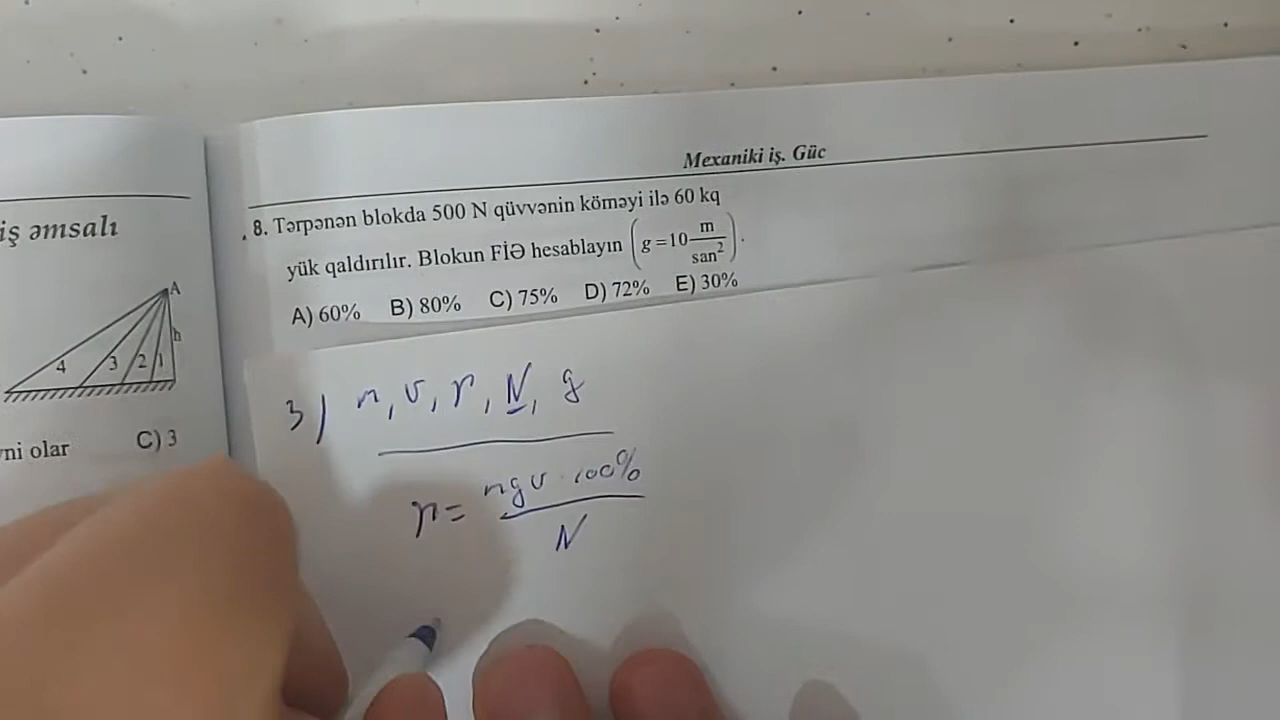 Mexaniki iş. Güc
iş əmsalı
A
h
4 3 2 1
yni olar C) 3
8. Tərpənən blokda 500 N qüvvənin köməyi ilə 60 kq
yük qaldırılır. Blokun FİƏ hesablayın (g=10 m/san²).
A) 60% B) 80% C) 75% D) 72% E) 30%
3) m, υ, η, N, g
η = mgυ · 100% / N